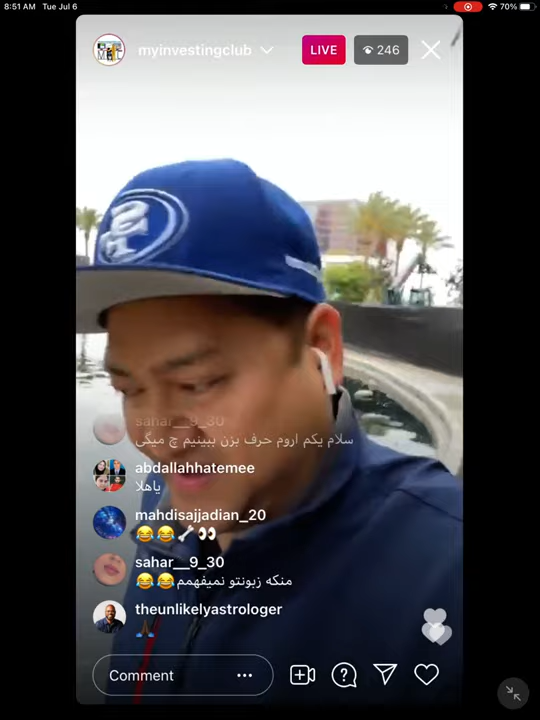 8:51 AM Tue Jul 6
70%
myinvestingclub
LIVE
246
sahar__9_30
سلام یکم اروم حرف بزن ببینیم چ میگی
abdallahhatemee
یاهلا
mahdisajjadian_20
😂😂🦴👀
sahar__9_30
منکه زبونتو نمیفهمم😂😂
theunlikelyastrologer
🙏🏾
Comment